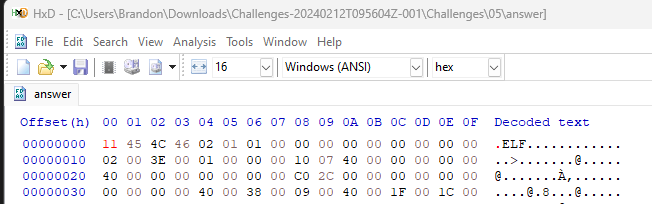 HxD - [C:\Users\Brandon\Downloads\Challenges-20240212T095604Z-001\Challenges\05\answer]
File Edit Search View Analysis Tools Window Help
16 Windows (ANSI) hex
answer
Offset(h) 00 01 02 03 04 05 06 07 08 09 0A 0B 0C 0D 0E 0F Decoded text
00000000 11 45 4C 46 02 01 01 00 00 00 00 00 00 00 00 00 .ELF............
00000010 02 00 3E 00 01 00 00 00 10 07 40 00 00 00 00 00 ..>.......@.....
00000020 40 00 00 00 00 00 00 00 C0 2C 00 00 00 00 00 00 @.......À,......
00000030 00 00 00 00 40 00 38 00 09 00 40 00 1F 00 1C 00 ....@.8...@.....